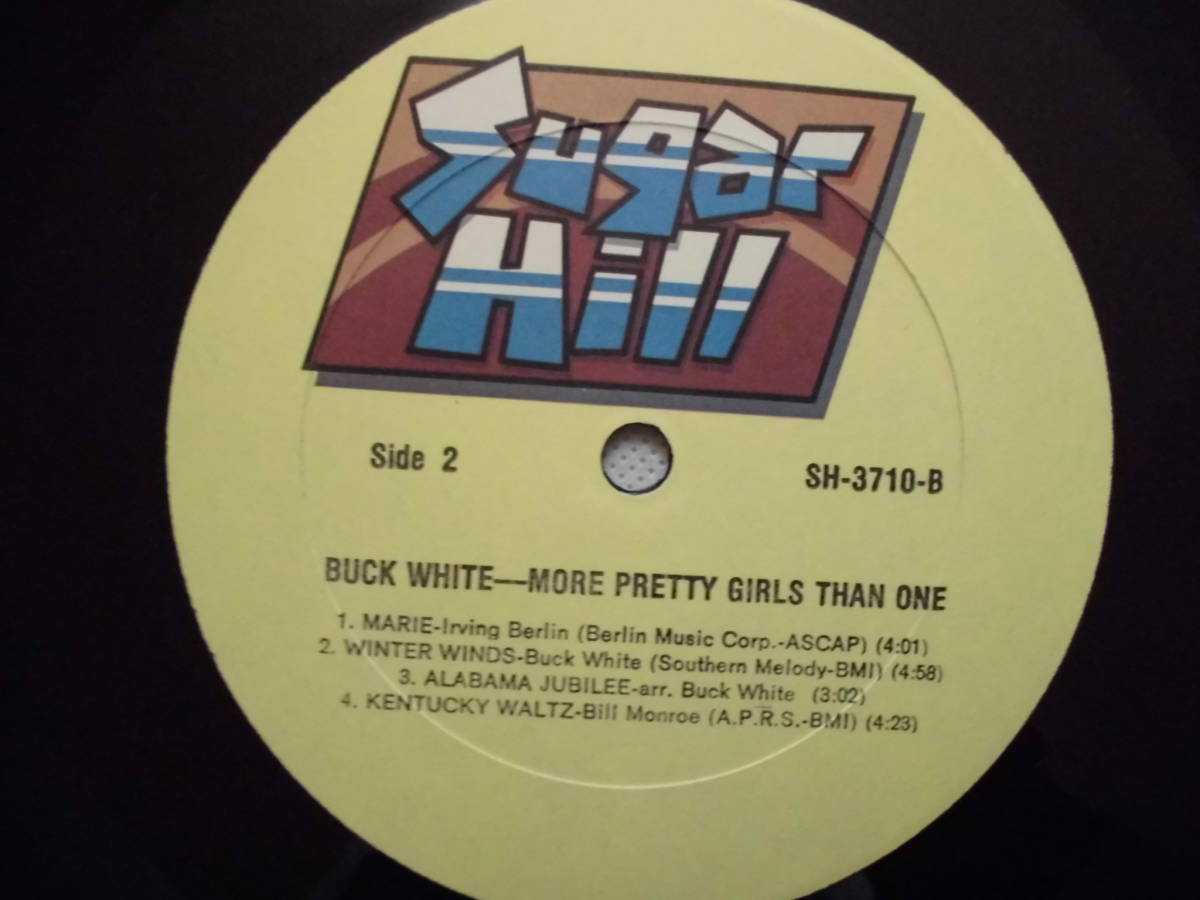 Sugar
Hill
Side 2
SH-3710-B
BUCK WHITE—MORE PRETTY GIRLS THAN ONE
1. MARIE-Irving Berlin (Berlin Music Corp.-ASCAP) (4:01)
2. WINTER WINDS-Buck White (Southern Melody-BMI) (4:58)
3. ALABAMA JUBILEE-arr. Buck White (3:02)
4. KENTUCKY WALTZ-Bill Monroe (A.P.R.S.-BMI) (4:23)